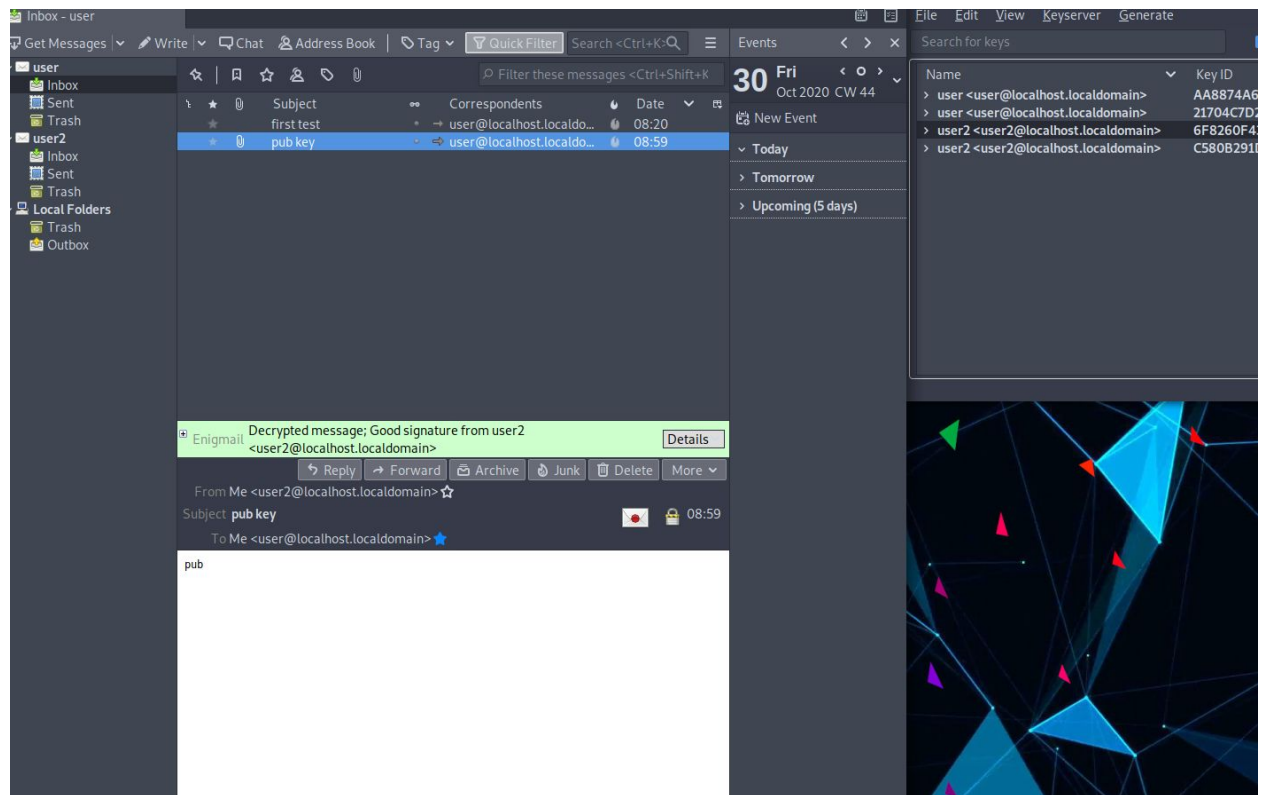 Inbox - user
File Edit View Keyserver Generate
Get Messages Write Chat Address Book Tag Quick Filter Search <Ctrl+K>
Events
Search for keys
user
Inbox
Sent
Trash
user2
Inbox
Sent
Trash
Local Folders
Trash
Outbox
Filter these messages <Ctrl+Shift+K
Subject Correspondents Date
first test user@localhost.localdo... 08:20
pub key user@localhost.localdo... 08:59
30 Fri
Oct 2020 CW 44
New Event
Today
Tomorrow
Upcoming (5 days)
Name Key ID
user <user@localhost.localdomain> AA8874A6
user <user@localhost.localdomain> 21704C7D2
user2 <user2@localhost.localdomain> 6F8260F4
user2 <user2@localhost.localdomain> C580B291
Enigmail Decrypted message; Good signature from user2
<user2@localhost.localdomain>
Details
Reply Forward Archive Junk Delete More
From Me <user2@localhost.localdomain>
Subject pub key 08:59
To Me <user@localhost.localdomain>
pub